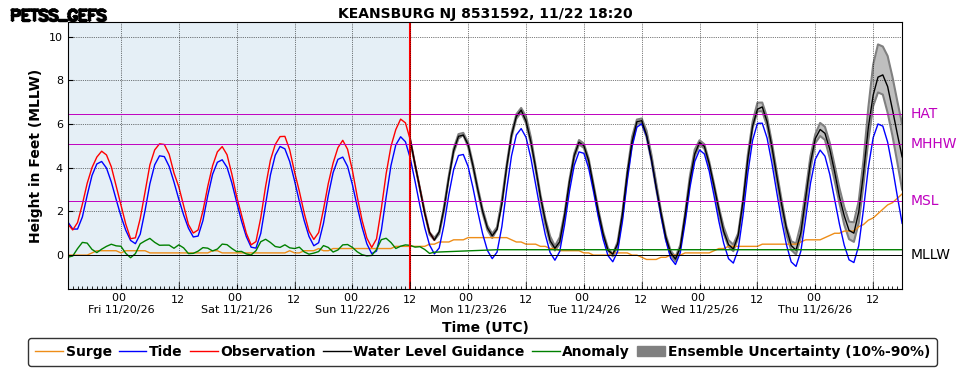 PETSS_GEFS
KEANSBURG NJ 8531592, 11/22 18:20
Height in Feet (MLLW)
10
8
6
4
2
0
HAT
MHHW
MSL
MLLW
00 12 00 12 00 12 00 12 00 12 00 12 00 12
Fri 11/20/26 Sat 11/21/26 Sun 11/22/26 Mon 11/23/26 Tue 11/24/26 Wed 11/25/26 Thu 11/26/26
Time (UTC)
Surge Tide Observation Water Level Guidance Anomaly Ensemble Uncertainty (10%-90%)